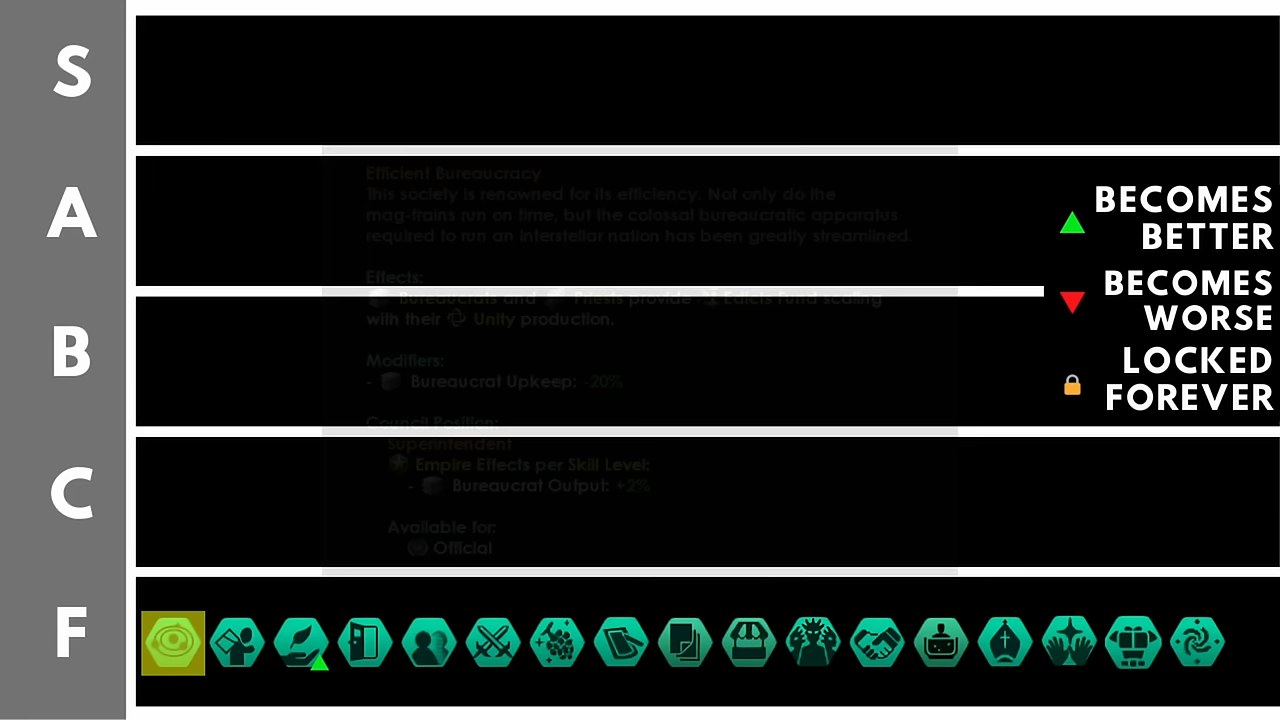 S
A
B
C
F
Efficient Bureaucracy
This society is renowned for its efficiency. Not only do the
mag-trains run on time, but the colossal bureaucratic apparatus
required to run an interstellar nation has been greatly streamlined.
Effects:
Bureaucrats and Priests provide Edicts Fund scaling
with their Unity production.
Modifiers:
- Bureaucrat Upkeep: -20%
Council Position:
Superintendent
Empire Effects per Skill Level:
- Bureaucrat Output: +2%
Available for:
Official
BECOMES
BETTER
BECOMES
WORSE
LOCKED
FOREVER